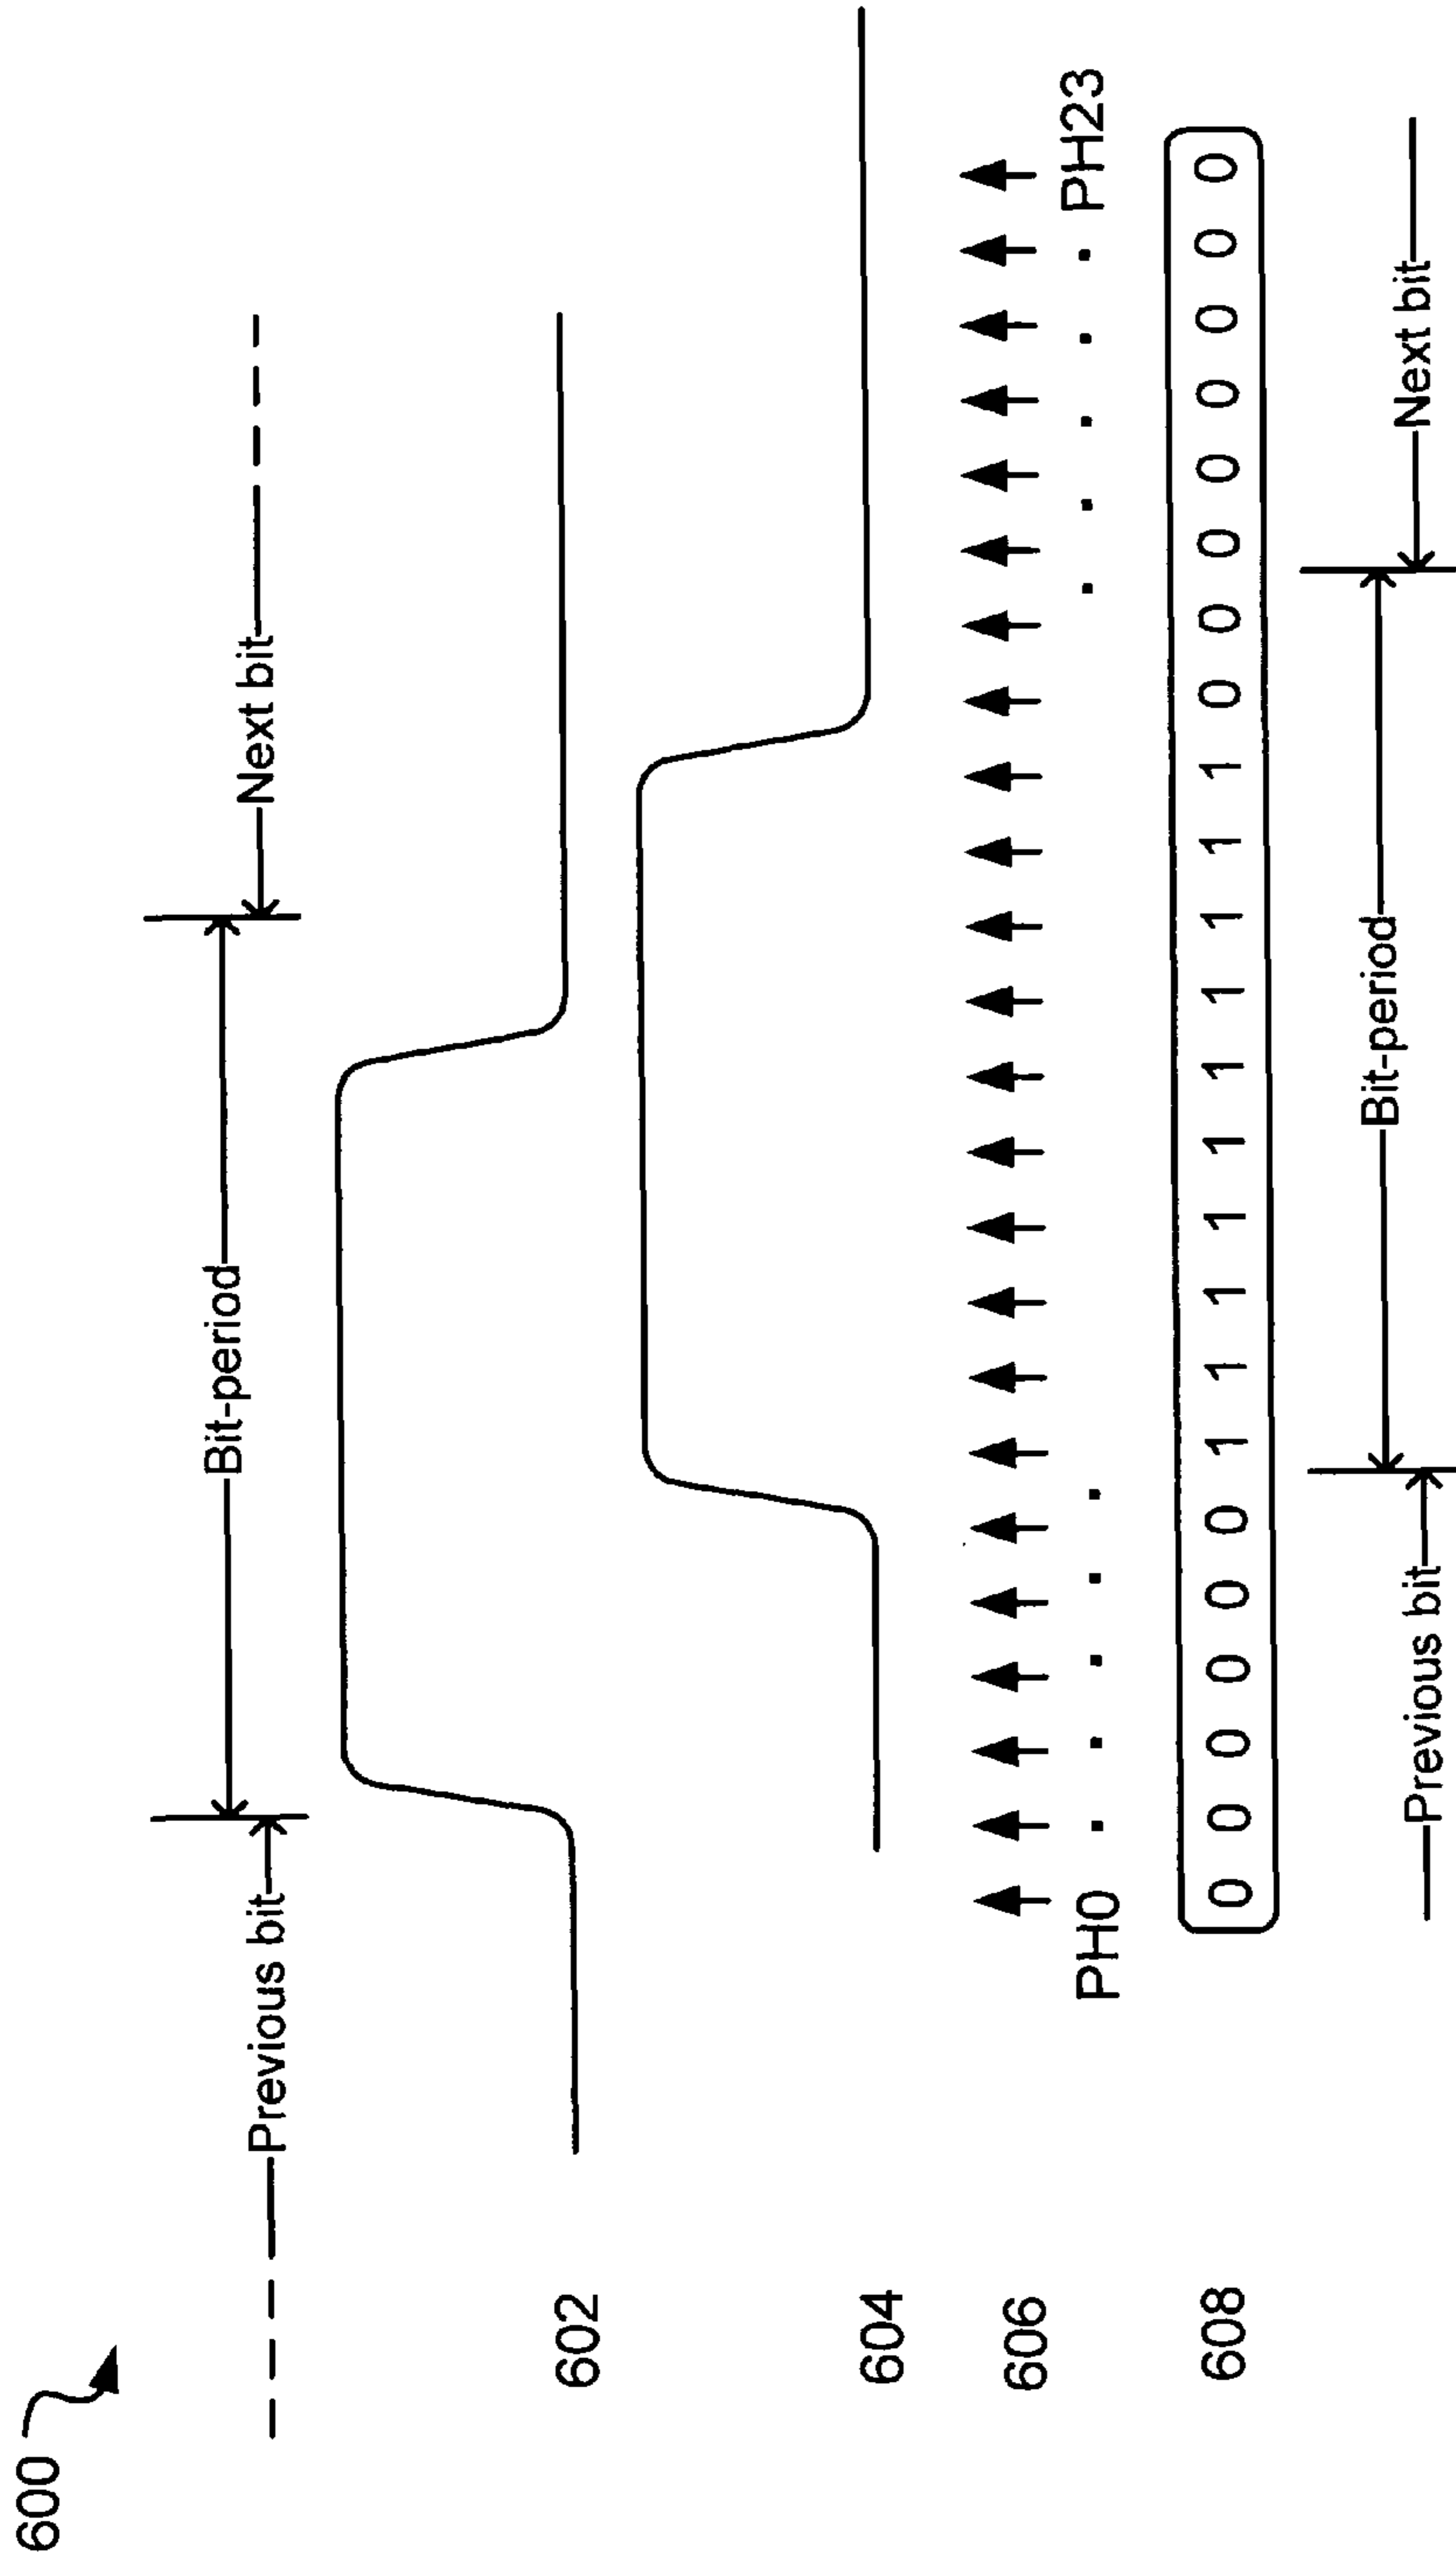 600
Previous bit Bit-period Next bit
602
604
606
PH0 . . . . . . . . . . PH23
608 0 0 0 0 0 0 1 1 1 1 1 1 1 1 1 1 0 0 0 0 0 0 0 0
Previous bit Bit-period Next bit